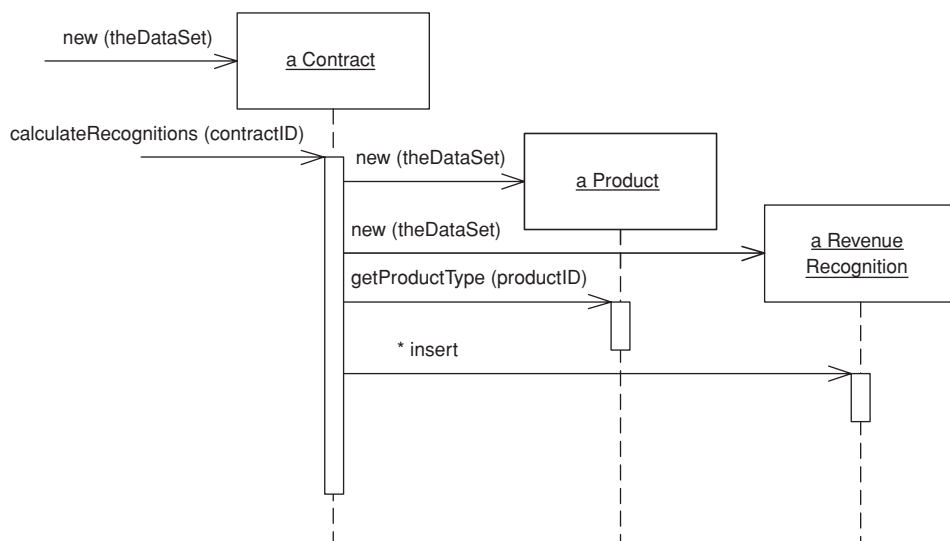 new (theDataSet)
a Contract
calculateRecognitions (contractID)
new (theDataSet)
a Product
new (theDataSet)
a Revenue
Recognition
getProductType (productID)
* insert